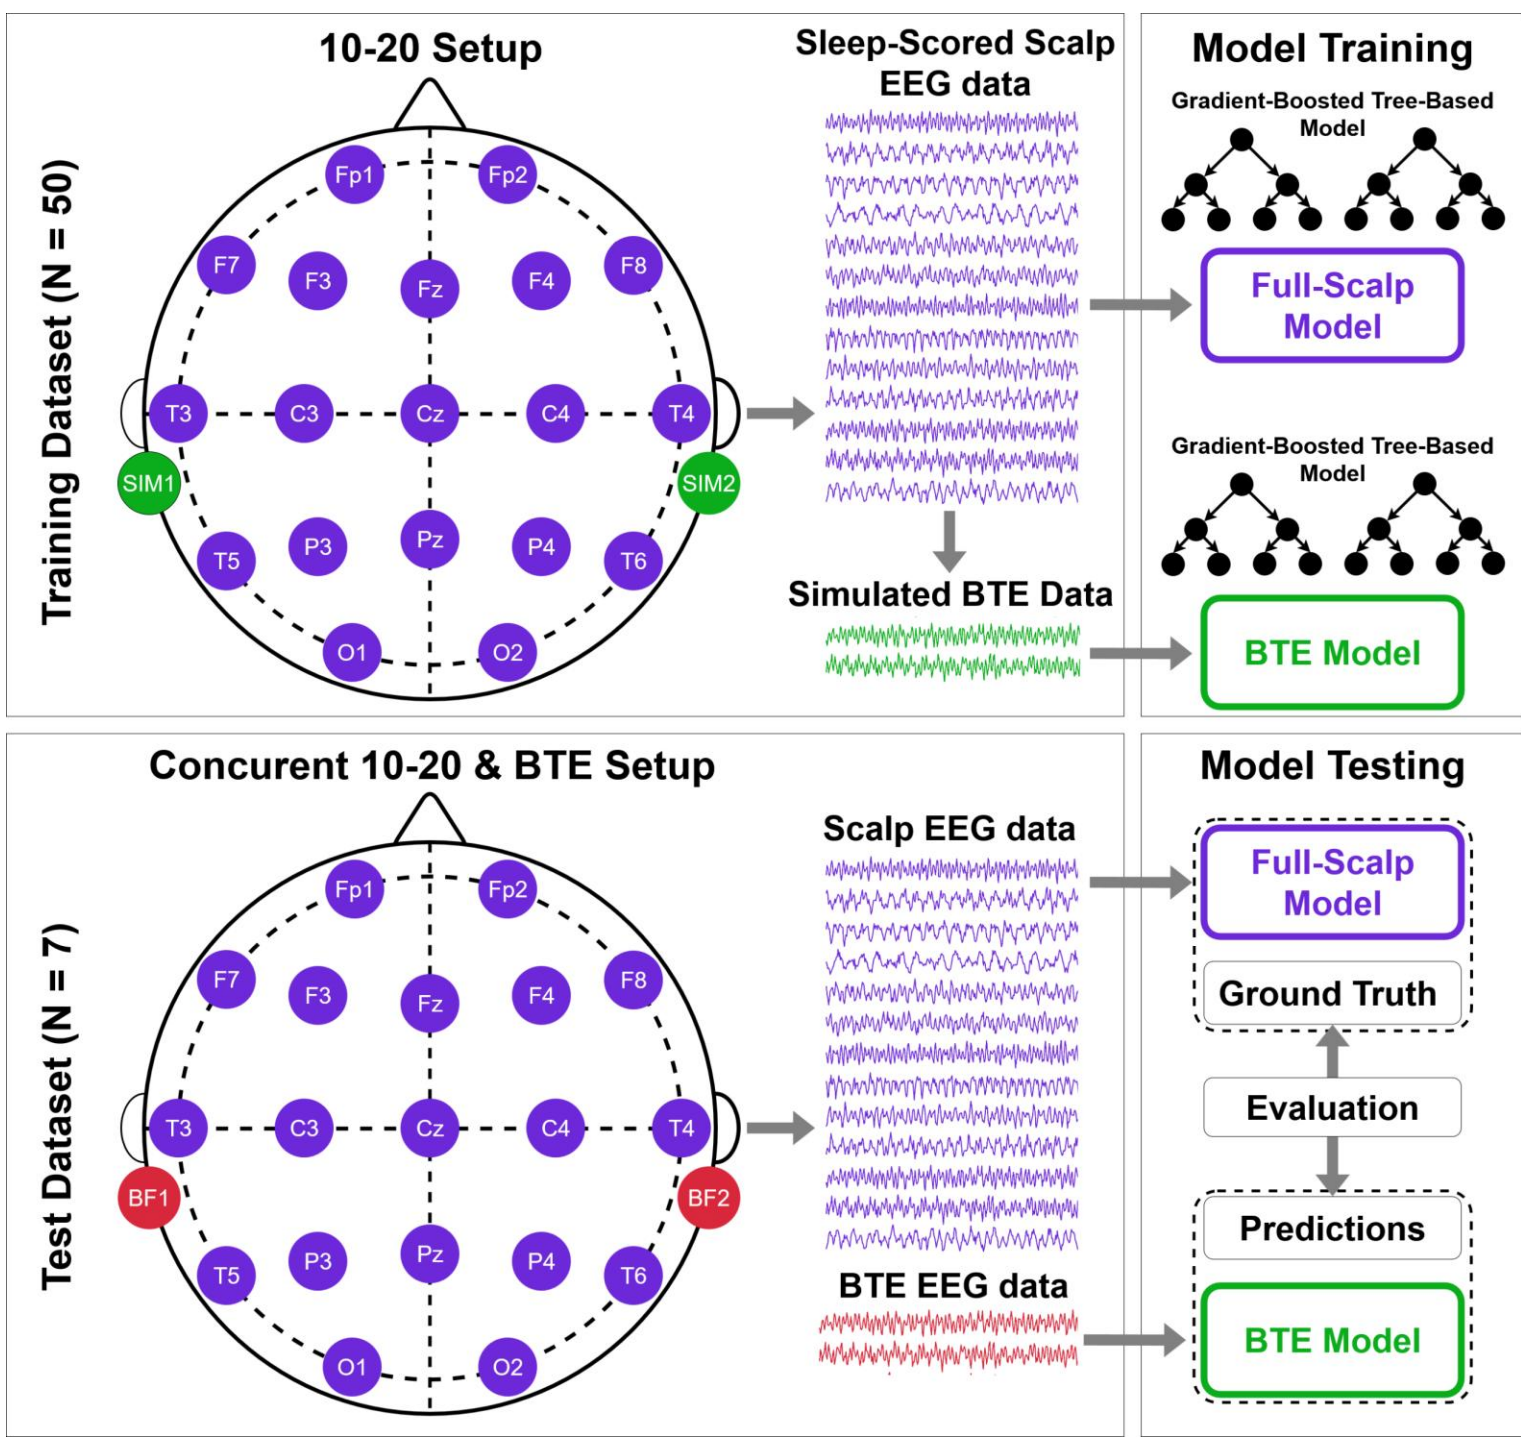 Training Dataset (N = 50)
10-20 Setup
Fp1
Fp2
F7
F3
Fz
F4
F8
T3
C3
Cz
C4
T4
SIM1
SIM2
T5
P3
Pz
P4
T6
O1
O2
Sleep-Scored Scalp
EEG data
Simulated BTE Data
Model Training
Gradient-Boosted Tree-Based
Model
Full-Scalp
Model
Gradient-Boosted Tree-Based
Model
BTE Model
Test Dataset (N = 7)
Concurent 10-20 & BTE Setup
Fp1
Fp2
F7
F3
Fz
F4
F8
T3
C3
Cz
C4
T4
BF1
BF2
T5
P3
Pz
P4
T6
O1
O2
Scalp EEG data
BTE EEG data
Model Testing
Full-Scalp
Model
Ground Truth
Evaluation
Predictions
BTE Model